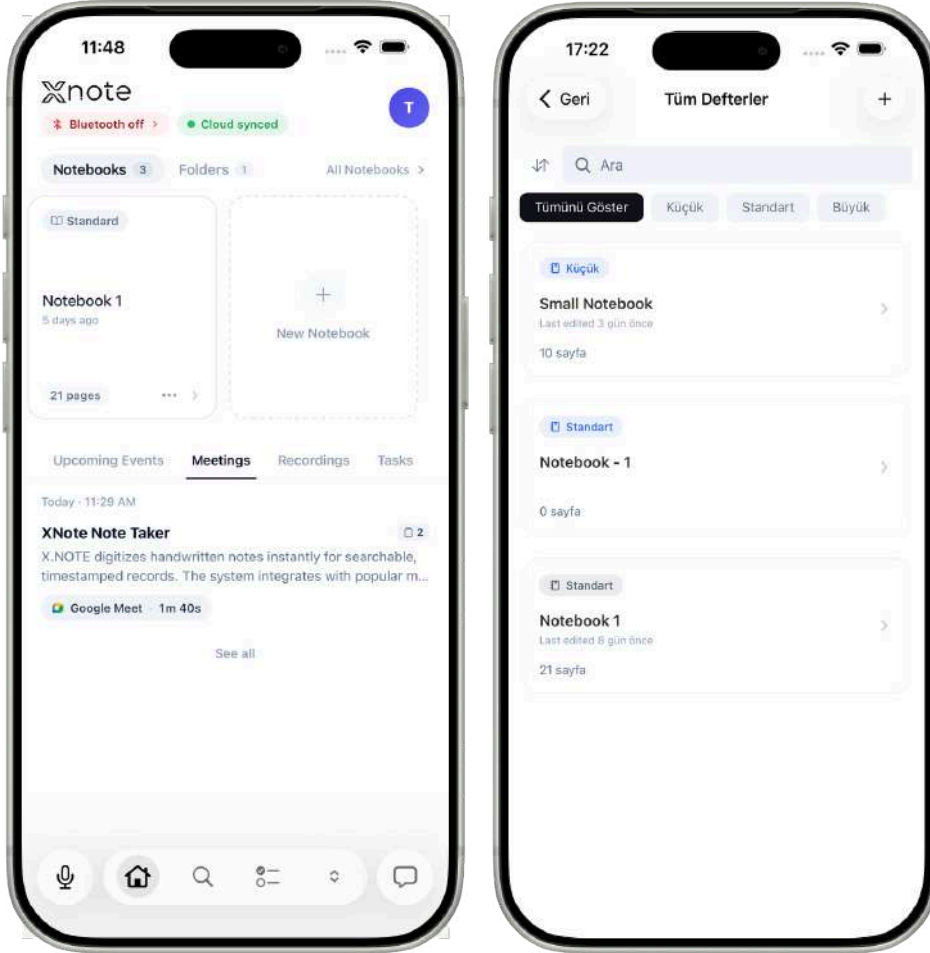 11:48
Xnote
T
Bluetooth off >
Cloud synced
Notebooks 3
Folders 1
All Notebooks >
Standard
Notebook 1
5 days ago
21 pages
+
New Notebook
Upcoming Events
Meetings
Recordings
Tasks
Today · 11:29 AM
XNote Note Taker
2
X.NOTE digitizes handwritten notes instantly for searchable,
timestamped records. The system integrates with popular m...
Google Meet · 1m 40s
See all
17:22
Geri
Tüm Defterler
+
Ara
Tümünü Göster
Küçük
Standart
Büyük
Küçük
Small Notebook
Last edited 3 gün önce
10 sayfa
Standart
Notebook - 1
0 sayfa
Standart
Notebook 1
Last edited 8 gün önce
21 sayfa